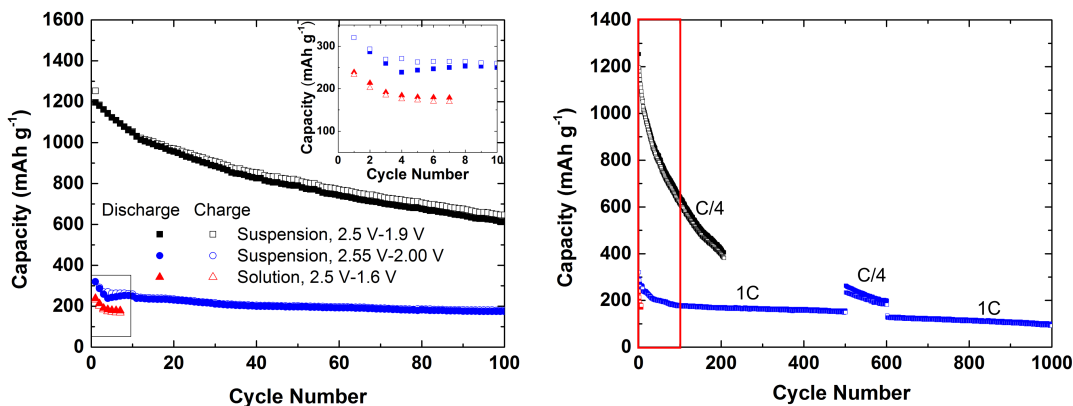 Capacity (mAh g⁻¹)
1600
1400
1200
1000
800
600
400
200
0
0
20
40
60
80
100
Cycle Number
Discharge
Charge
Suspension, 2.5 V-1.9 V
Suspension, 2.55 V-2.00 V
Solution, 2.5 V-1.6 V
Capacity (mAh g⁻¹)
350
250
150
50
0
2
4
6
8
10
Cycle Number
Capacity (mAh g⁻¹)
1400
1200
1000
800
600
400
200
0
0
200
400
600
800
1000
Cycle Number
C/4
1C
C/4
1C